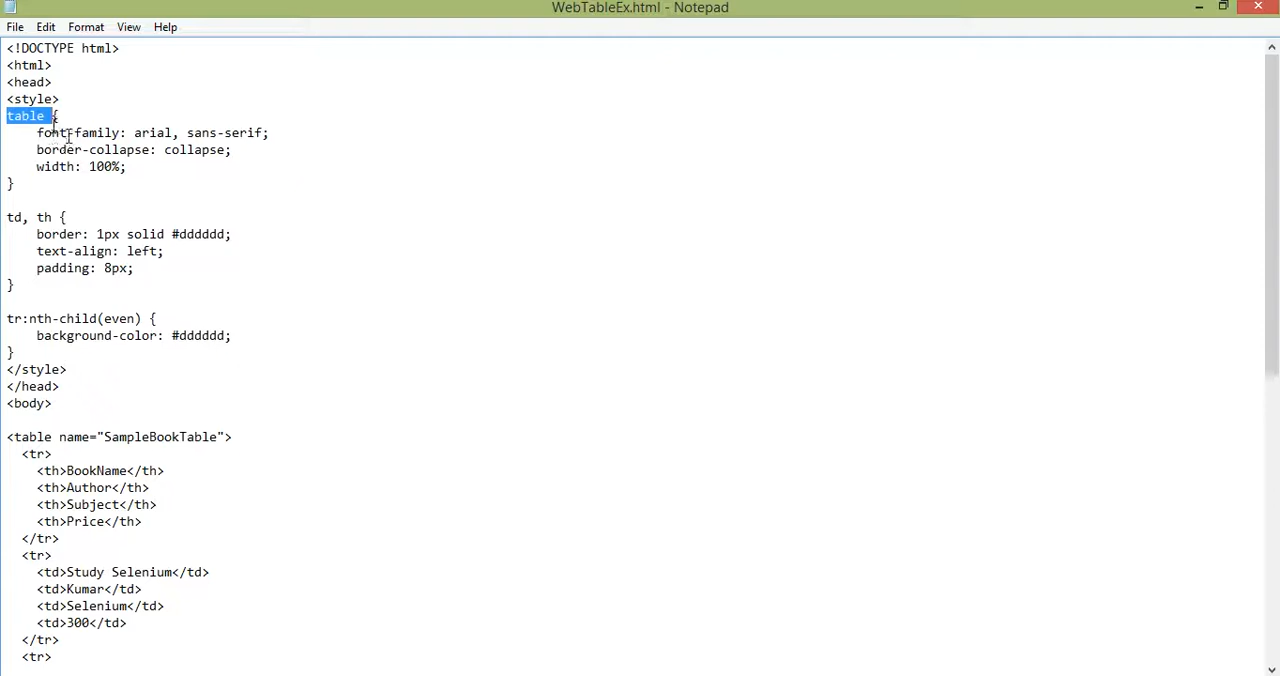 WebTableEx.html - Notepad
File Edit Format View Help
<!DOCTYPE html>
<html>
<head>
<style>
table {
    font-family: arial, sans-serif;
    border-collapse: collapse;
    width: 100%;
}

td, th {
    border: 1px solid #dddddd;
    text-align: left;
    padding: 8px;
}

tr:nth-child(even) {
    background-color: #dddddd;
}
</style>
</head>
<body>

<table name="SampleBookTable">
  <tr>
    <th>BookName</th>
    <th>Author</th>
    <th>Subject</th>
    <th>Price</th>
  </tr>
  <tr>
    <td>Study Selenium</td>
    <td>Kumar</td>
    <td>Selenium</td>
    <td>300</td>
  </tr>
  <tr>